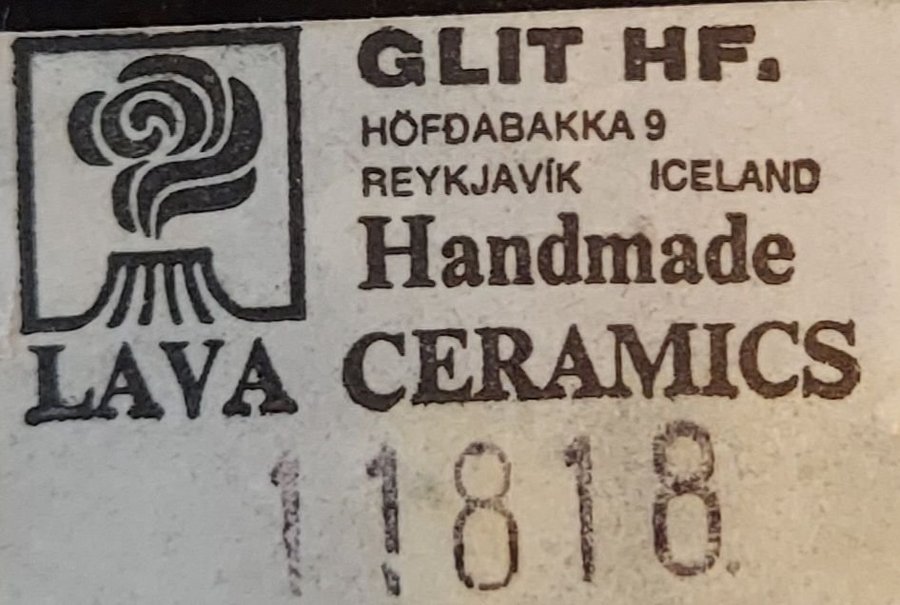 GLIT HF.
HÖFÐABAKKA 9
REYKJAVÍK ICELAND
Handmade
LAVA CERAMICS
11818